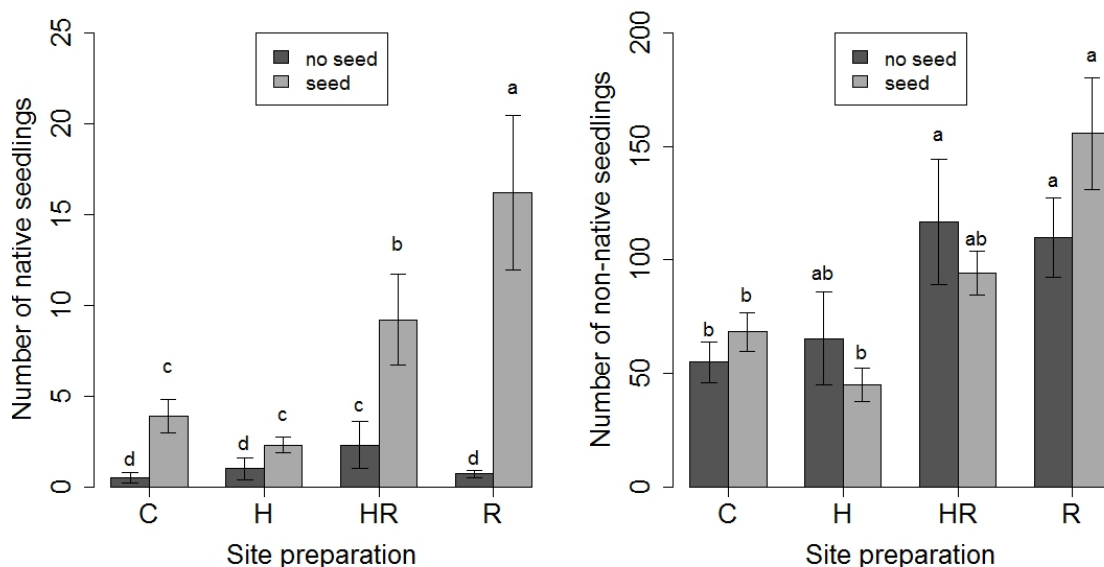 Number of native seedlings
25
20
15
10
5
0
no seed
seed
d
c
d
c
c
b
d
a
C
H
HR
R
Site preparation
Number of non-native seedlings
200
150
100
50
0
no seed
seed
b
b
ab
b
a
ab
a
a
C
H
HR
R
Site preparation